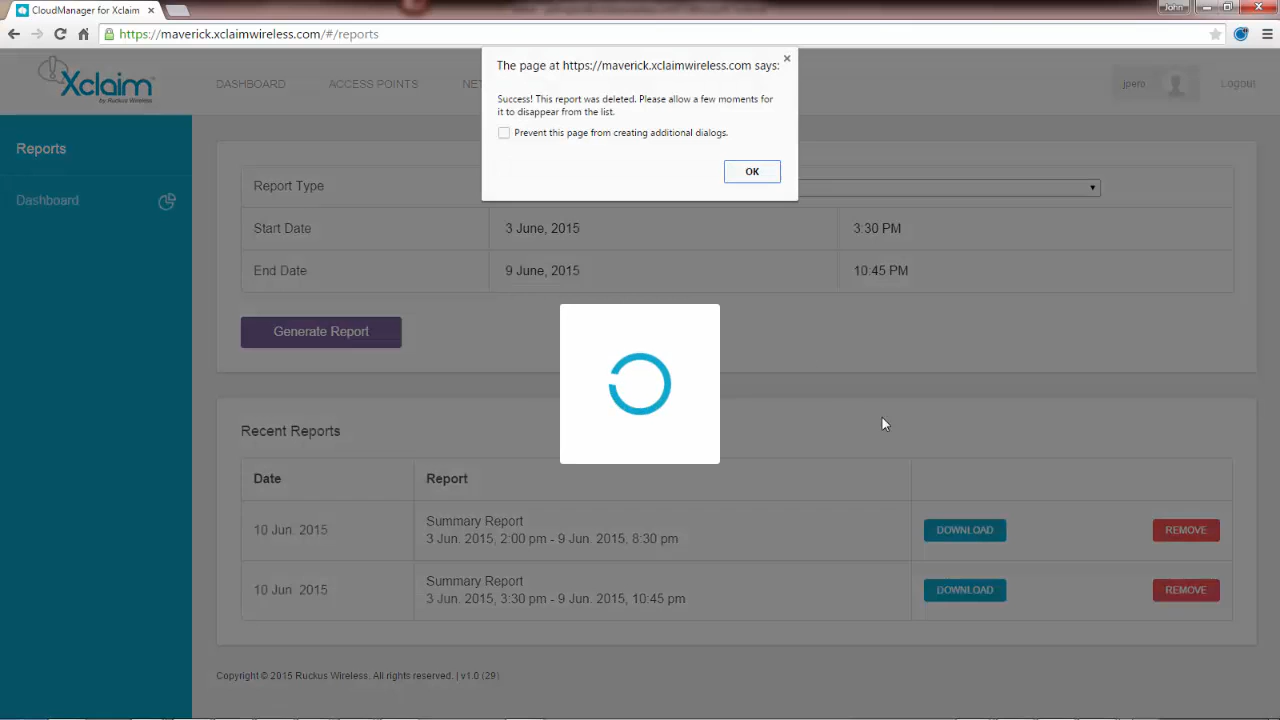 CloudManager for Xclaim
John
https://maverick.xclaimwireless.com/#/reports
The page at https://maverick.xclaimwireless.com says:
Success! This report was deleted. Please allow a few moments for
it to disappear from the list.
Prevent this page from creating additional dialogs.
OK
Xclaim
by Ruckus Wireless
DASHBOARD
ACCESS POINTS
NET
jpero
Logout
Reports
Dashboard
Report Type
Start Date
3 June, 2015
3:30 PM
End Date
9 June, 2015
10:45 PM
Generate Report
Recent Reports
Date
Report
10 Jun. 2015
Summary Report
3 Jun. 2015, 2:00 pm - 9 Jun. 2015, 8:30 pm
DOWNLOAD
REMOVE
10 Jun. 2015
Summary Report
3 Jun. 2015, 3:30 pm - 9 Jun. 2015, 10:45 pm
DOWNLOAD
REMOVE
Copyright © 2015 Ruckus Wireless. All rights reserved. | v1.0 (29)